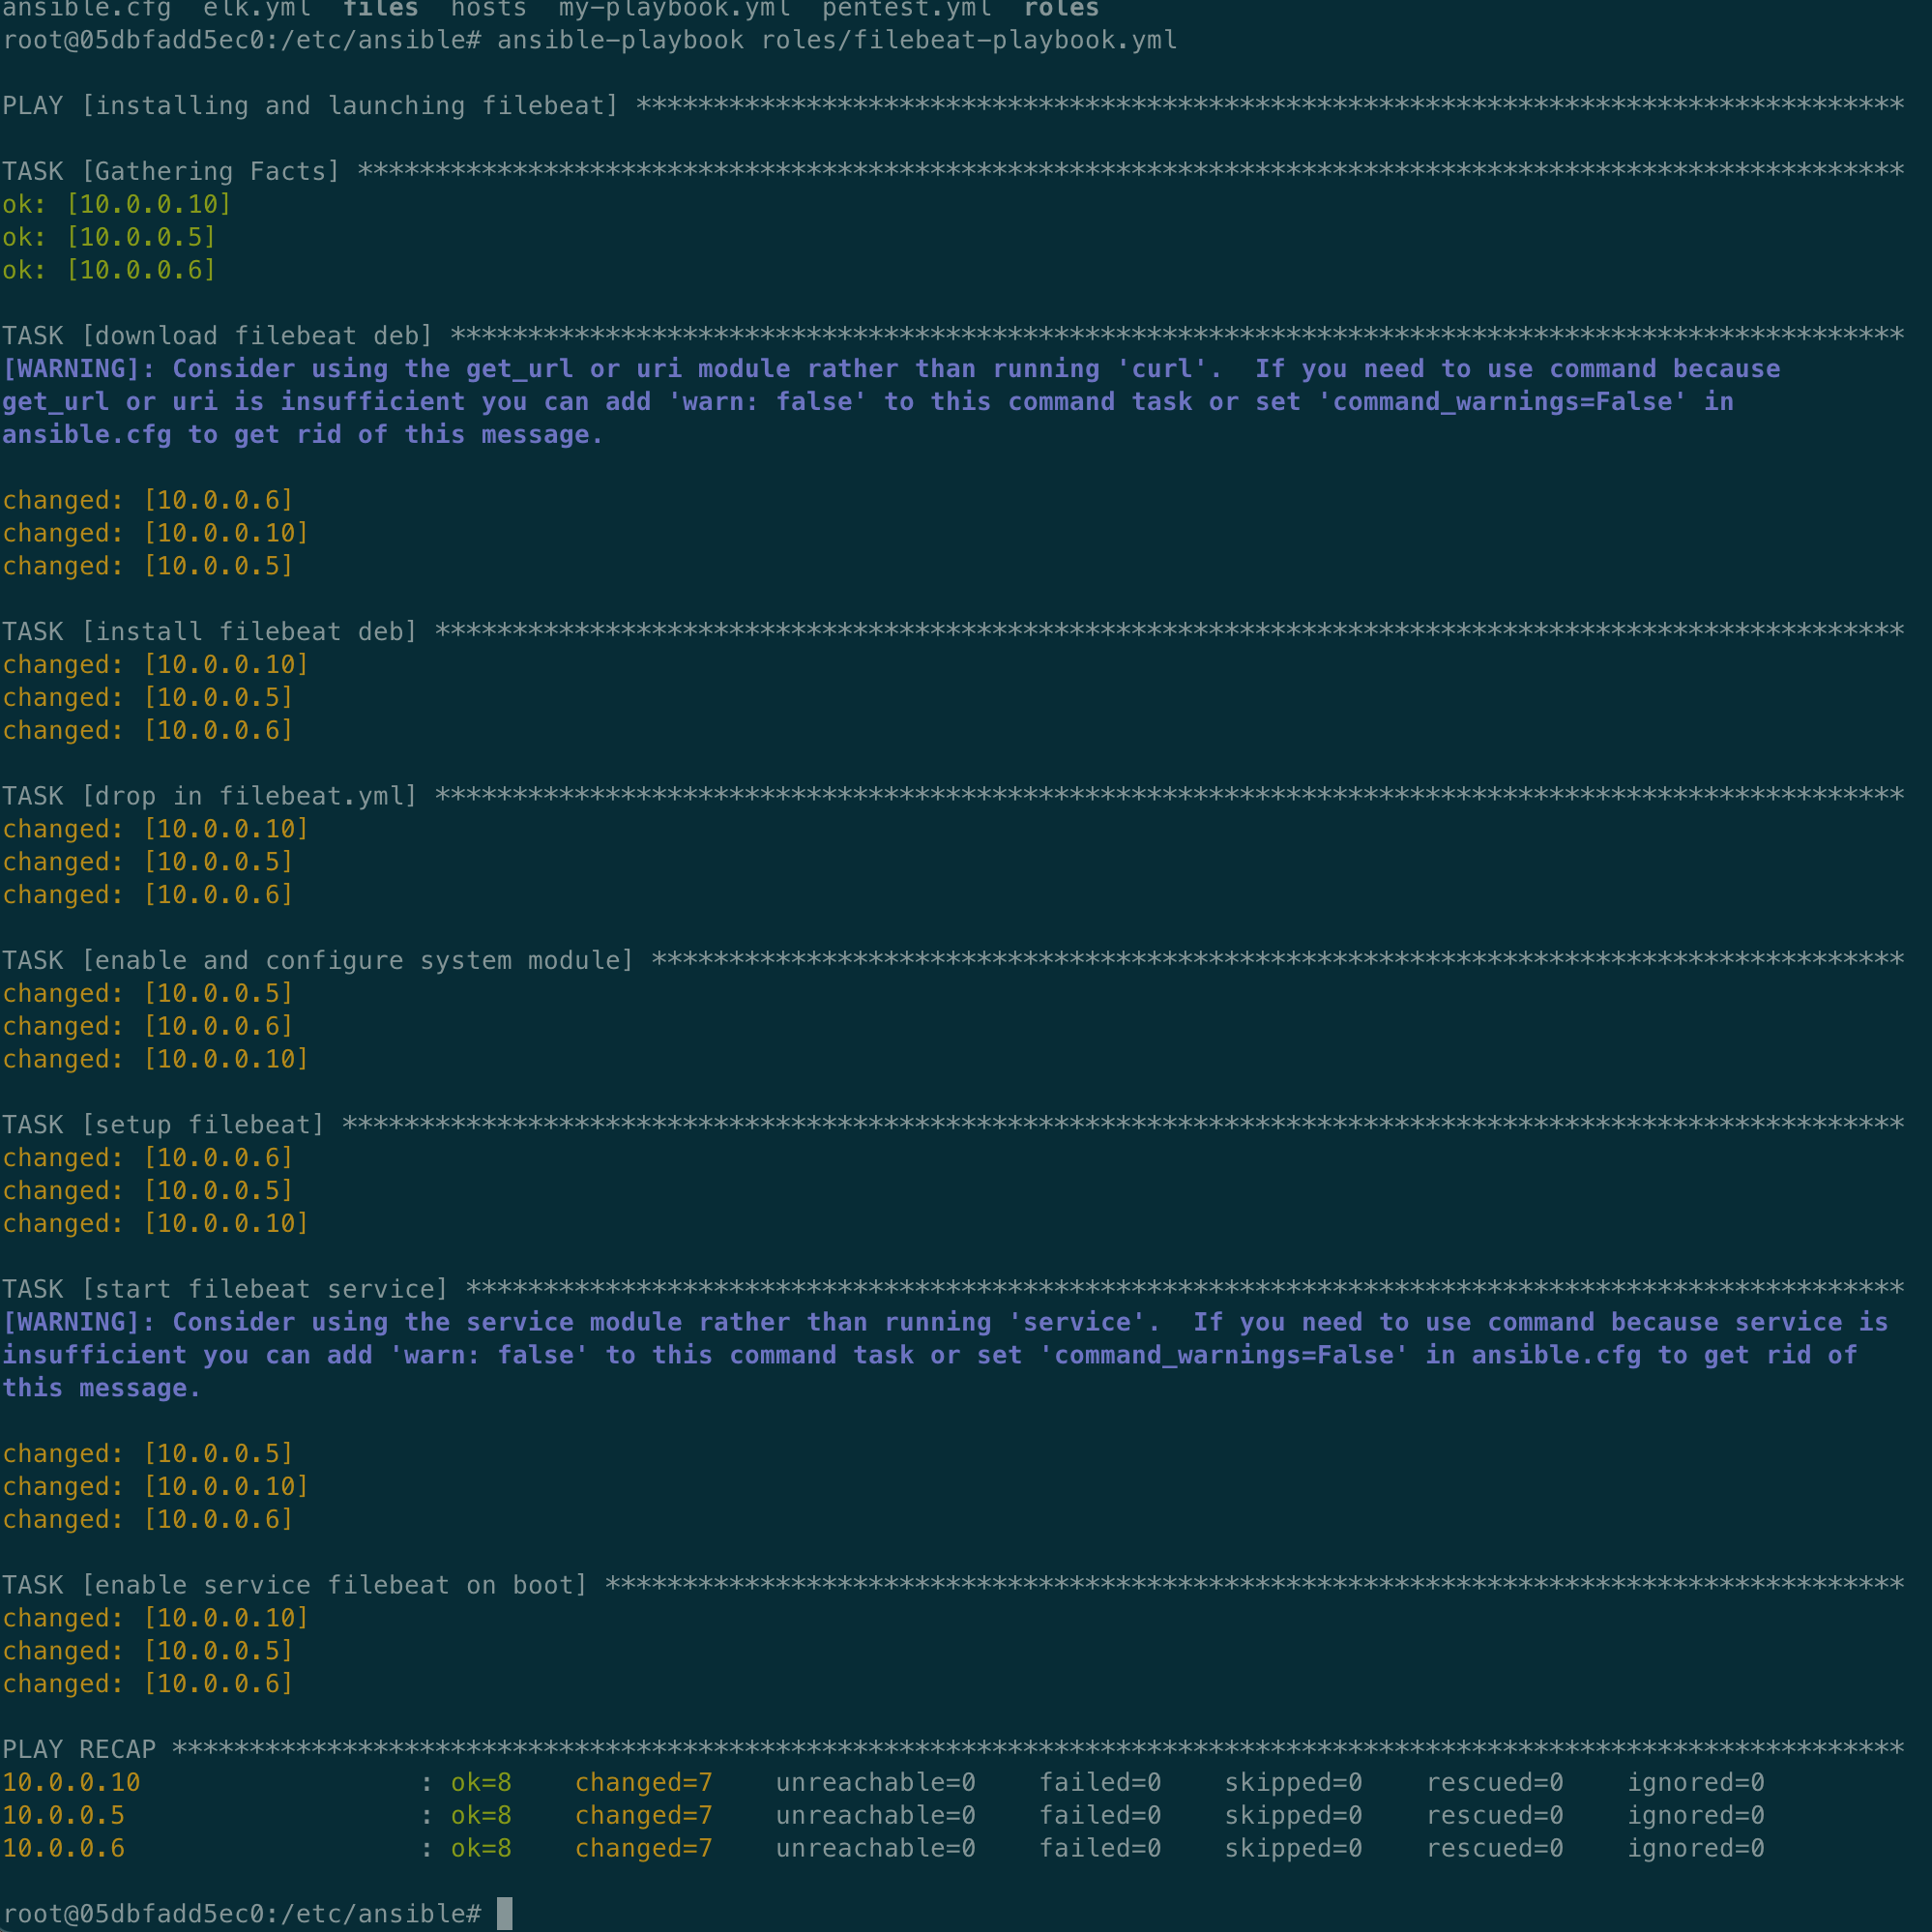 ansible.cfg  elk.yml  files  hosts  my-playbook.yml  pentest.yml  roles
root@05dbfadd5ec0:/etc/ansible# ansible-playbook roles/filebeat-playbook.yml
PLAY [installing and launching filebeat] **********************************************************************************
TASK [Gathering Facts] ****************************************************************************************************
ok: [10.0.0.10]
ok: [10.0.0.5]
ok: [10.0.0.6]
TASK [download filebeat deb] **********************************************************************************************
[WARNING]: Consider using the get_url or uri module rather than running 'curl'.  If you need to use command because
get_url or uri is insufficient you can add 'warn: false' to this command task or set 'command_warnings=False' in
ansible.cfg to get rid of this message.
changed: [10.0.0.6]
changed: [10.0.0.10]
changed: [10.0.0.5]
TASK [install filebeat deb] ***********************************************************************************************
changed: [10.0.0.10]
changed: [10.0.0.5]
changed: [10.0.0.6]
TASK [drop in filebeat.yml] ***********************************************************************************************
changed: [10.0.0.10]
changed: [10.0.0.5]
changed: [10.0.0.6]
TASK [enable and configure system module] *********************************************************************************
changed: [10.0.0.5]
changed: [10.0.0.6]
changed: [10.0.0.10]
TASK [setup filebeat] *****************************************************************************************************
changed: [10.0.0.6]
changed: [10.0.0.5]
changed: [10.0.0.10]
TASK [start filebeat service] *********************************************************************************************
[WARNING]: Consider using the service module rather than running 'service'.  If you need to use command because service is
insufficient you can add 'warn: false' to this command task or set 'command_warnings=False' in ansible.cfg to get rid of
this message.
changed: [10.0.0.5]
changed: [10.0.0.10]
changed: [10.0.0.6]
TASK [enable service filebeat on boot] ************************************************************************************
changed: [10.0.0.10]
changed: [10.0.0.5]
changed: [10.0.0.6]
PLAY RECAP ****************************************************************************************************************
10.0.0.10                  : ok=8    changed=7    unreachable=0    failed=0    skipped=0    rescued=0    ignored=0
10.0.0.5                   : ok=8    changed=7    unreachable=0    failed=0    skipped=0    rescued=0    ignored=0
10.0.0.6                   : ok=8    changed=7    unreachable=0    failed=0    skipped=0    rescued=0    ignored=0
root@05dbfadd5ec0:/etc/ansible#